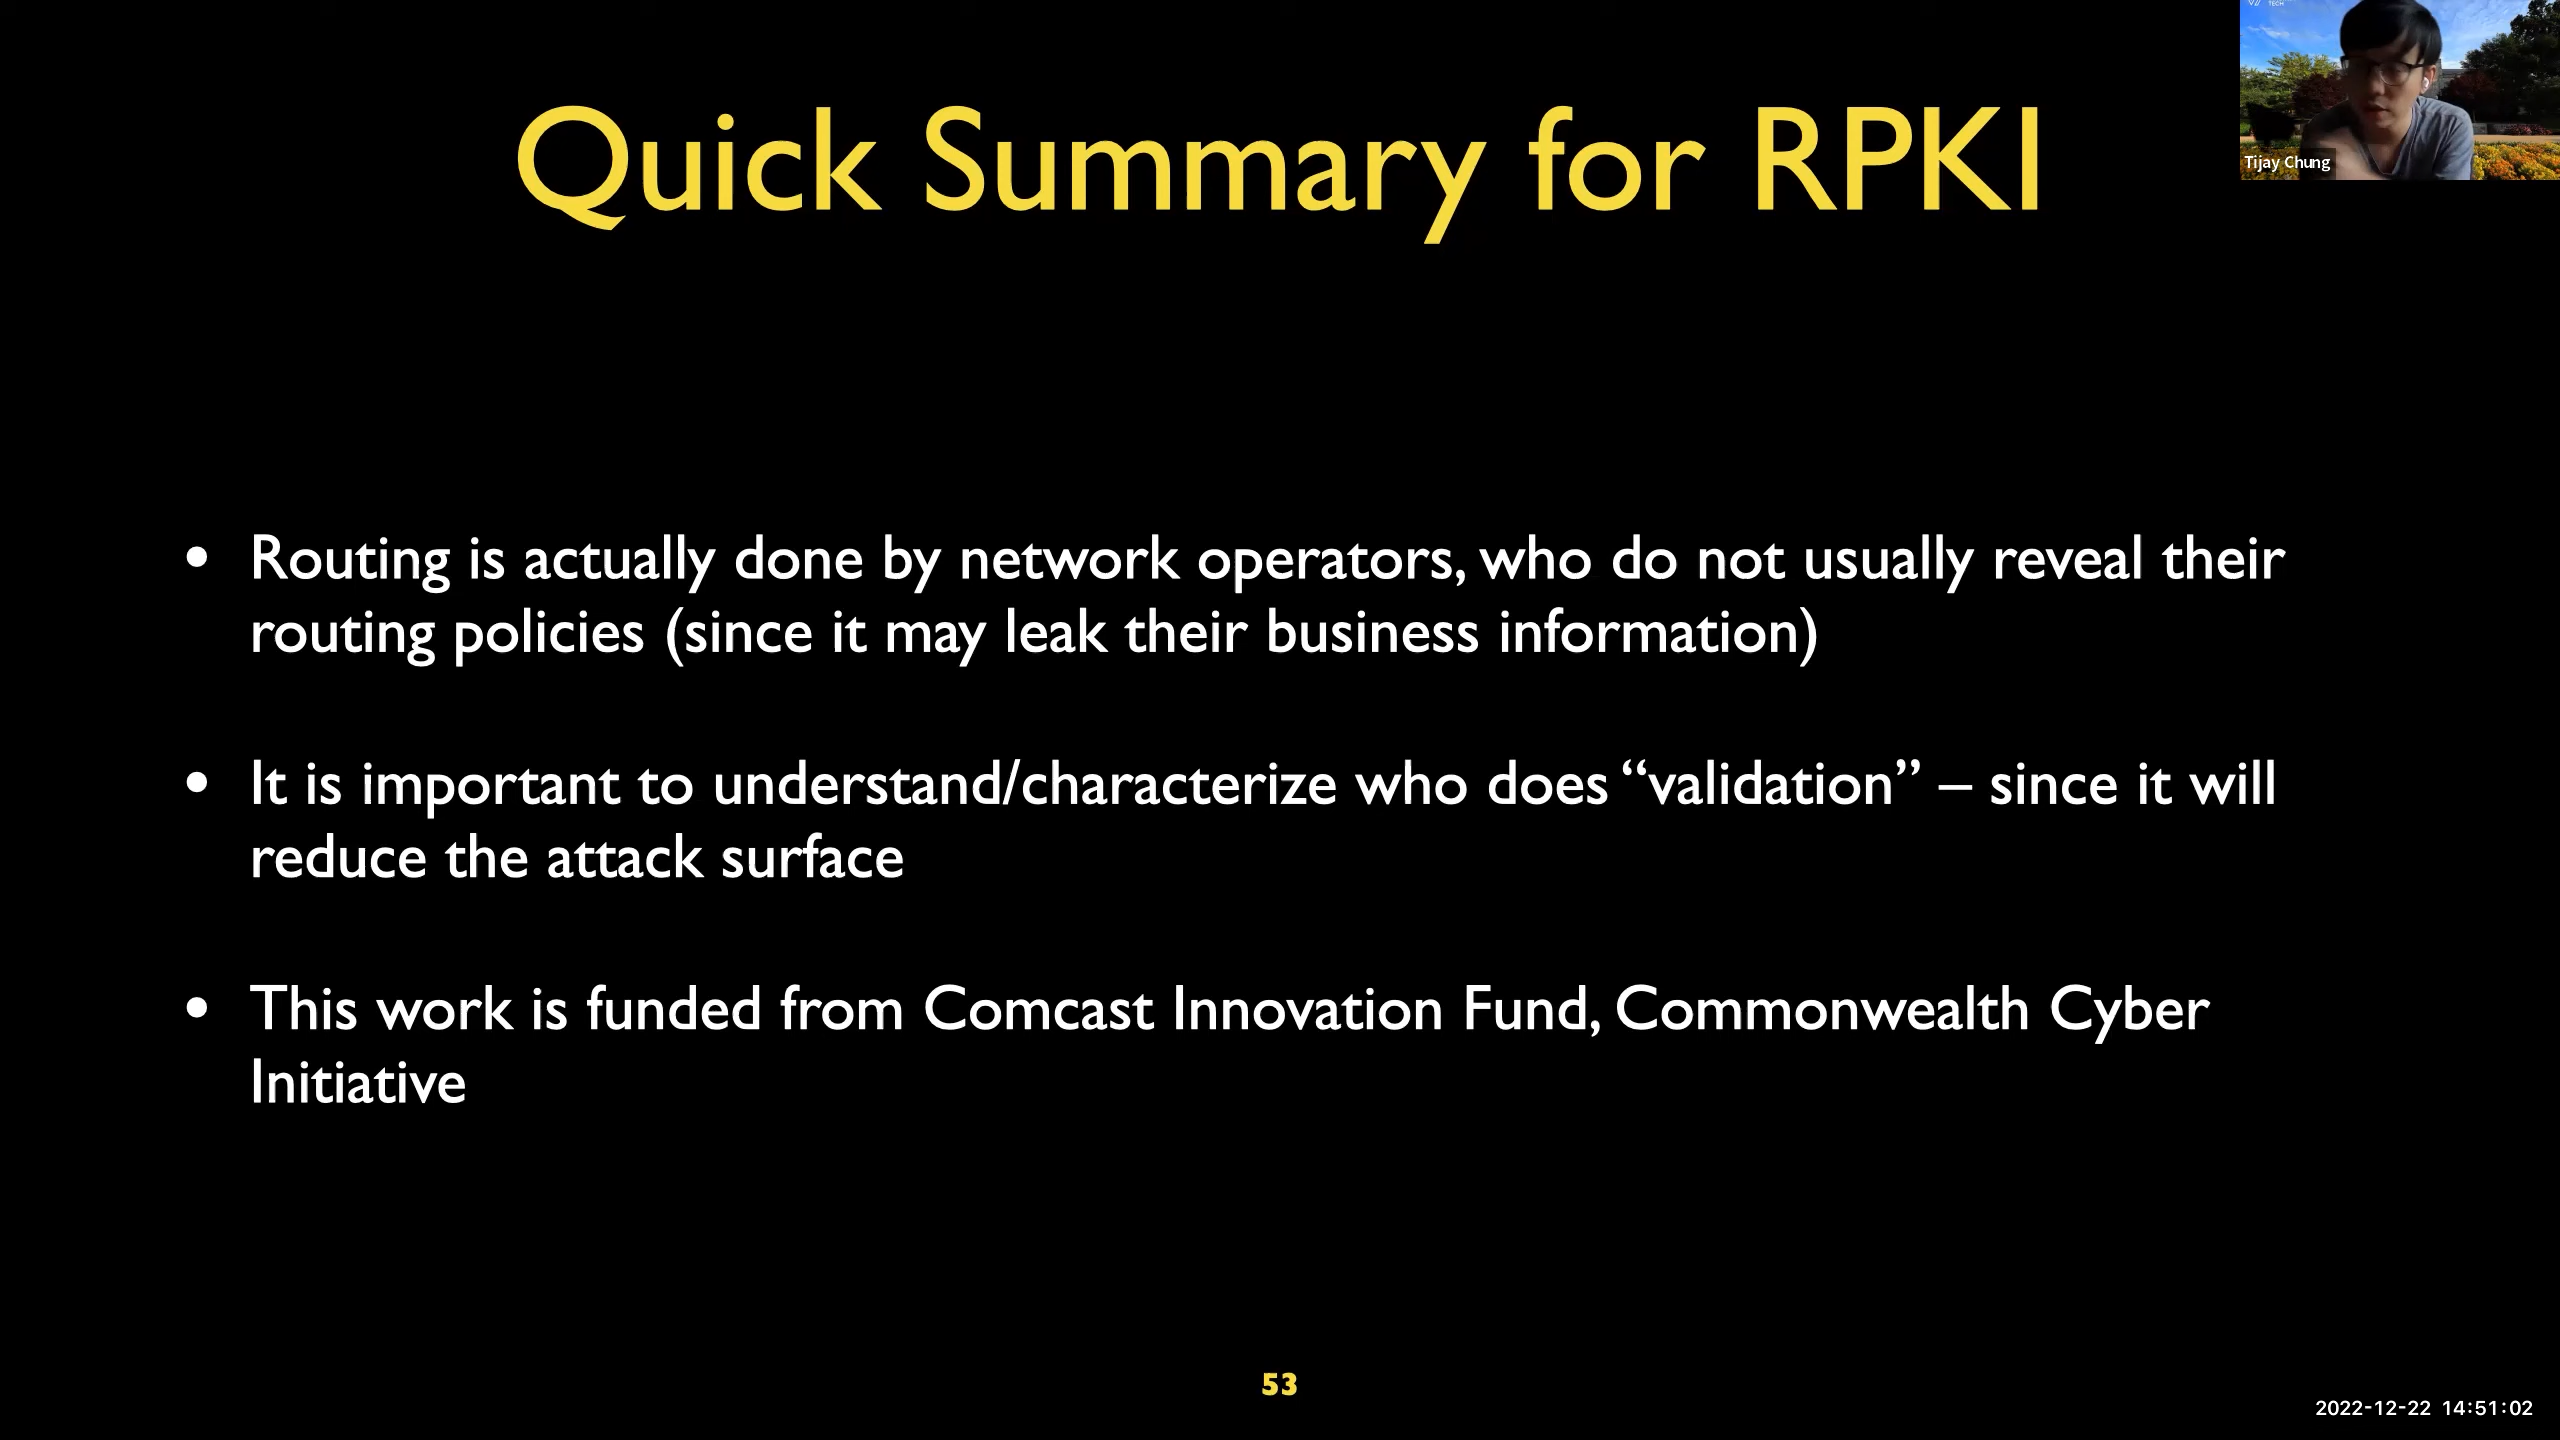 TECH
Tijay Chung
Quick Summary for RPKI
• Routing is actually done by network operators, who do not usually reveal their
routing policies (since it may leak their business information)
• It is important to understand/characterize who does “validation” – since it will
reduce the attack surface
• This work is funded from Comcast Innovation Fund, Commonwealth Cyber
Initiative
53
2022-12-22 14:51:02